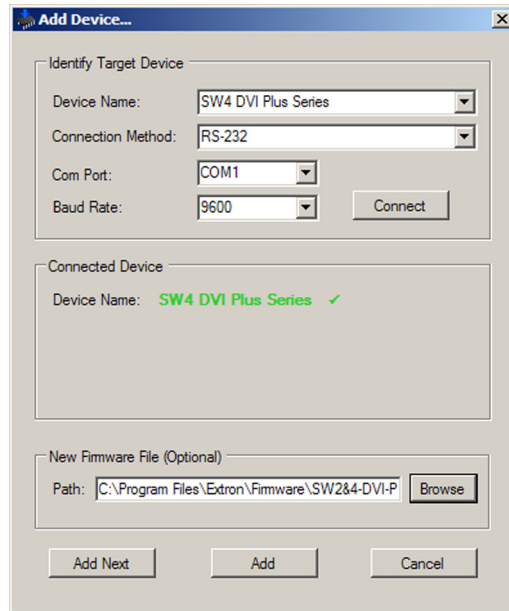 Add Device...
Identify Target Device
Device Name: SW4 DVI Plus Series
Connection Method: RS-232
Com Port: COM1
Baud Rate: 9600 Connect
Connected Device
Device Name: SW4 DVI Plus Series ✓
New Firmware File (Optional)
Path: C:\Program Files\Extron\Firmware\SW2&4-DVI-P Browse
Add Next Add Cancel